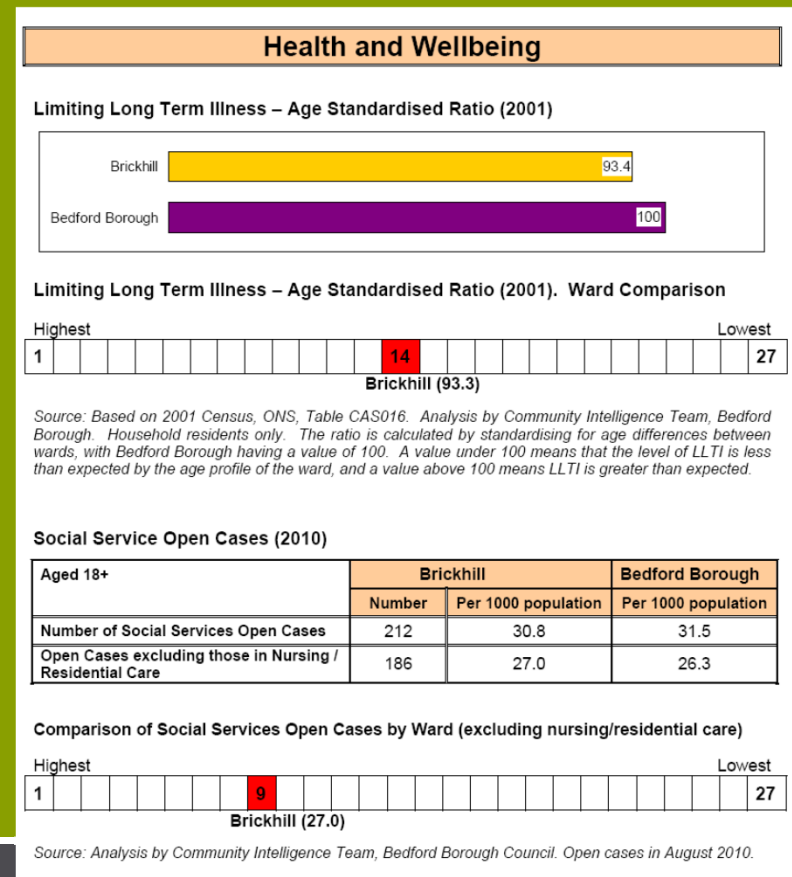 Health and Wellbeing
Limiting Long Term Illness – Age Standardised Ratio (2001)
Brickhill 93.4
Bedford Borough 100
Limiting Long Term Illness – Age Standardised Ratio (2001).  Ward Comparison
Highest Lowest
1 14 27
Brickhill (93.3)
Source: Based on 2001 Census, ONS, Table CAS016.  Analysis by Community Intelligence Team, Bedford
Borough.  Household residents only.  The ratio is calculated by standardising for age differences between
wards, with Bedford Borough having a value of 100.  A value under 100 means that the level of LLTI is less
than expected by the age profile of the ward, and a value above 100 means LLTI is greater than expected.
Social Service Open Cases (2010)
Aged 18+ Brickhill Bedford Borough
Number Per 1000 population Per 1000 population
Number of Social Services Open Cases 212 30.8 31.5
Open Cases excluding those in Nursing /
Residential Care 186 27.0 26.3
Comparison of Social Services Open Cases by Ward (excluding nursing/residential care)
Highest Lowest
1 9 27
Brickhill (27.0)
Source: Analysis by Community Intelligence Team, Bedford Borough Council. Open cases in August 2010.